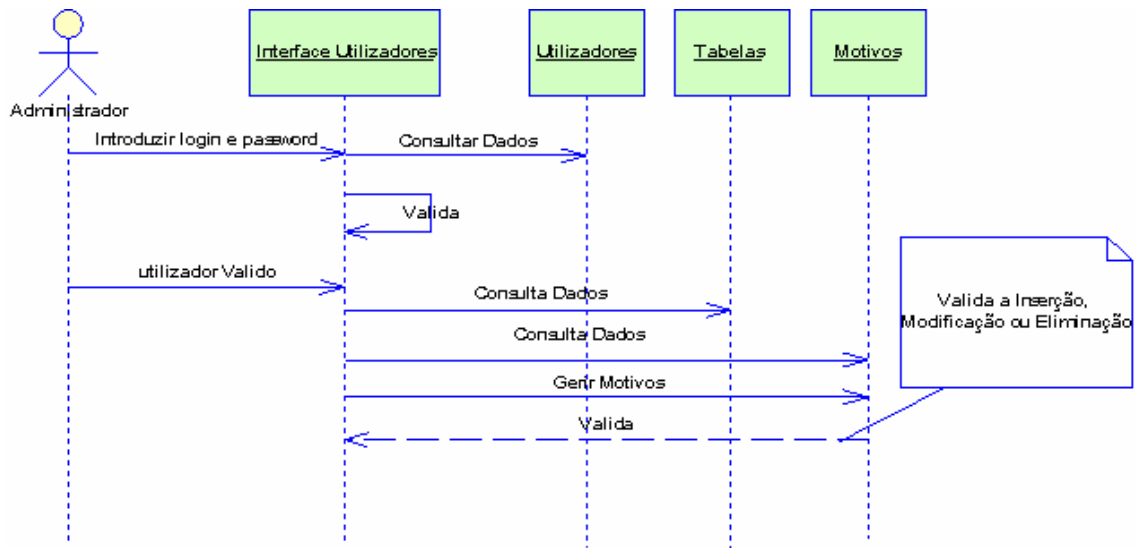 Interface Utilizadores
Utilizadores
Tabelas
Motivos
Administrador
Introduzir login e password
Consultar Dados
Valida
utilizador Valido
Consulta Dados
Consulta Dados
Gerir Motivos
Valida
Valida a Inserção,
Modificação ou Eliminação